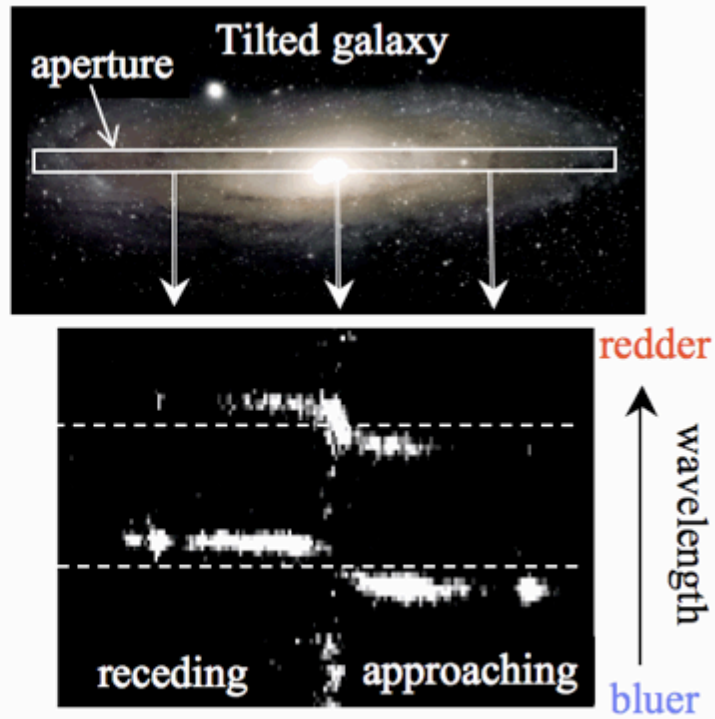 Tilted galaxy
aperture
redder
wavelength
receding
approaching
bluer